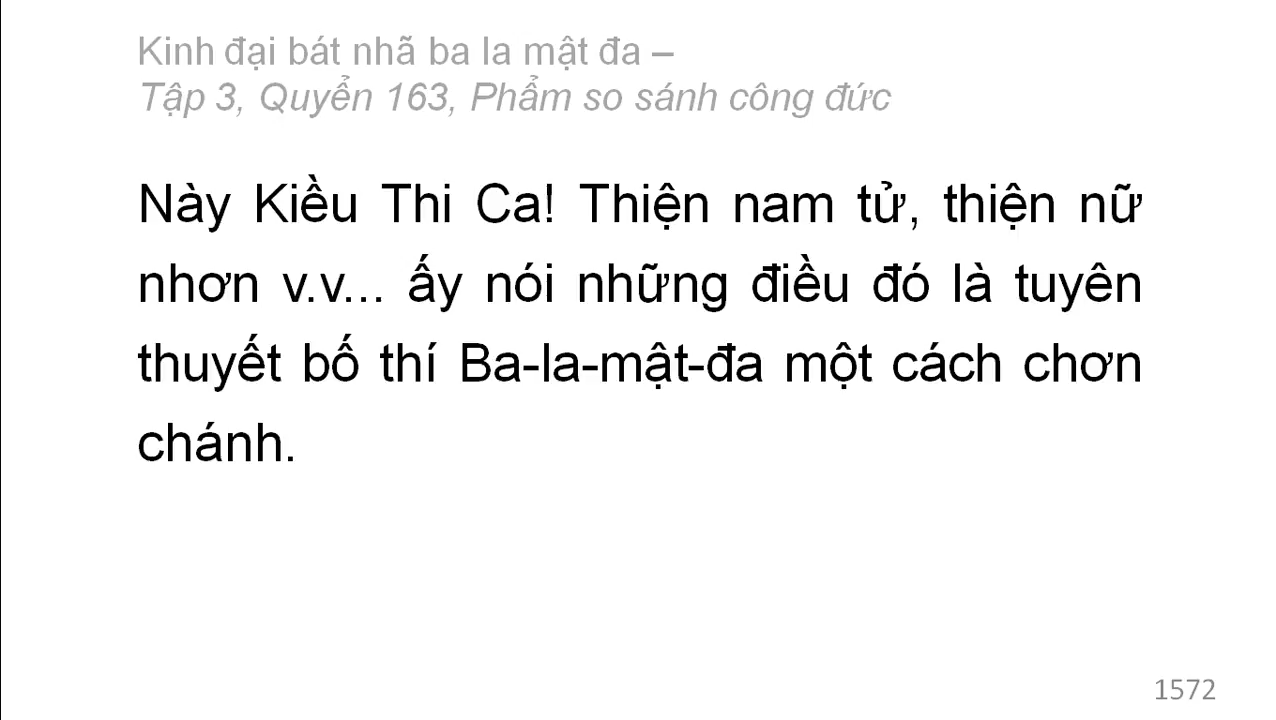 Kinh đại bát nhã ba la mật đa –
Tập 3, Quyển 163, Phẩm so sánh công đức
Này Kiều Thi Ca! Thiện nam tử, thiện nữ
nhơn v.v... ấy nói những điều đó là tuyên
thuyết bố thí Ba-la-mật-đa một cách chơn
chánh.
1572